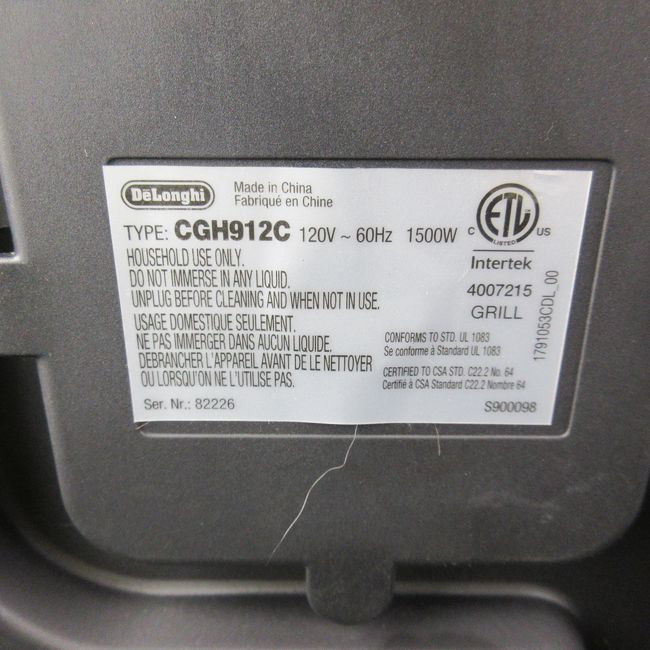 DeLonghi
Made in China
Fabriqué en Chine
TYPE: CGH912C 120V ~ 60Hz 1500W
HOUSEHOLD USE ONLY.
DO NOT IMMERSE IN ANY LIQUID.
UNPLUG BEFORE CLEANING AND WHEN NOT IN USE.
USAGE DOMESTIQUE SEULEMENT.
NE PAS IMMERGER DANS AUCUN LIQUIDE.
DEBRANCHER L'APPAREIL AVANT DE LE NETTOYER
OU LORSQU'ON NE L'UTILISE PAS.
Ser. Nr.: 82226
C ETL US
LISTED
Intertek
4007215
GRILL
CONFORMS TO STD. UL 1083
Se conforme à Standard UL 1083
CERTIFIED TO CSA STD. C22.2 No. 64
Certifié à CSA Standard C22.2 Nombre 64
S900098
1791053CDL_00